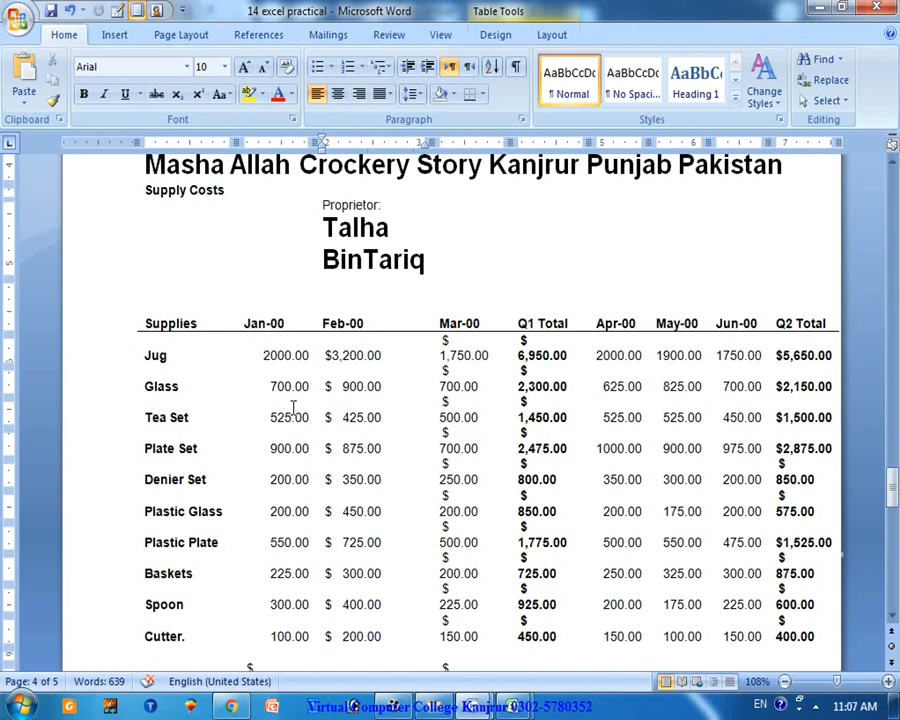 14 excel practical - Microsoft Word
Table Tools
Home Insert Page Layout References Mailings Review View Design Layout
Paste
Arial 10
Clipboard Font Paragraph Styles Editing
AaBbCcDc AaBbCcDc AaBbCc
¶ Normal ¶ No Spaci... Heading 1
Change Styles
Find
Replace
Select
Masha Allah Crockery Story Kanjrur Punjab Pakistan
Supply Costs
Proprietor:
Talha
BinTariq
Supplies Jan-00 Feb-00 Mar-00 Q1 Total Apr-00 May-00 Jun-00 Q2 Total
$ $
Jug 2000.00 $3,200.00 1,750.00 6,950.00 2000.00 1900.00 1750.00 $5,650.00
$ $
Glass 700.00 $ 900.00 700.00 2,300.00 625.00 825.00 700.00 $2,150.00
$ $
Tea Set 525.00 $ 425.00 500.00 1,450.00 525.00 525.00 450.00 $1,500.00
$ $
Plate Set 900.00 $ 875.00 700.00 2,475.00 1000.00 900.00 975.00 $2,875.00
$ $ $
Denier Set 200.00 $ 350.00 250.00 800.00 350.00 300.00 200.00 850.00
$ $ $
Plastic Glass 200.00 $ 450.00 200.00 850.00 200.00 175.00 200.00 575.00
$ $
Plastic Plate 550.00 $ 725.00 500.00 1,775.00 500.00 550.00 475.00 $1,525.00
$ $ $
Baskets 225.00 $ 300.00 200.00 725.00 250.00 325.00 300.00 875.00
$ $ $
Spoon 300.00 $ 400.00 225.00 925.00 200.00 175.00 225.00 600.00
$ $ $
Cutter. 100.00 $ 200.00 150.00 450.00 150.00 100.00 150.00 400.00
$ $
Page: 4 of 5 Words: 639 English (United States) 108%
Virtual Computer College Kanjrur 0302-5780352
EN 11:07 AM